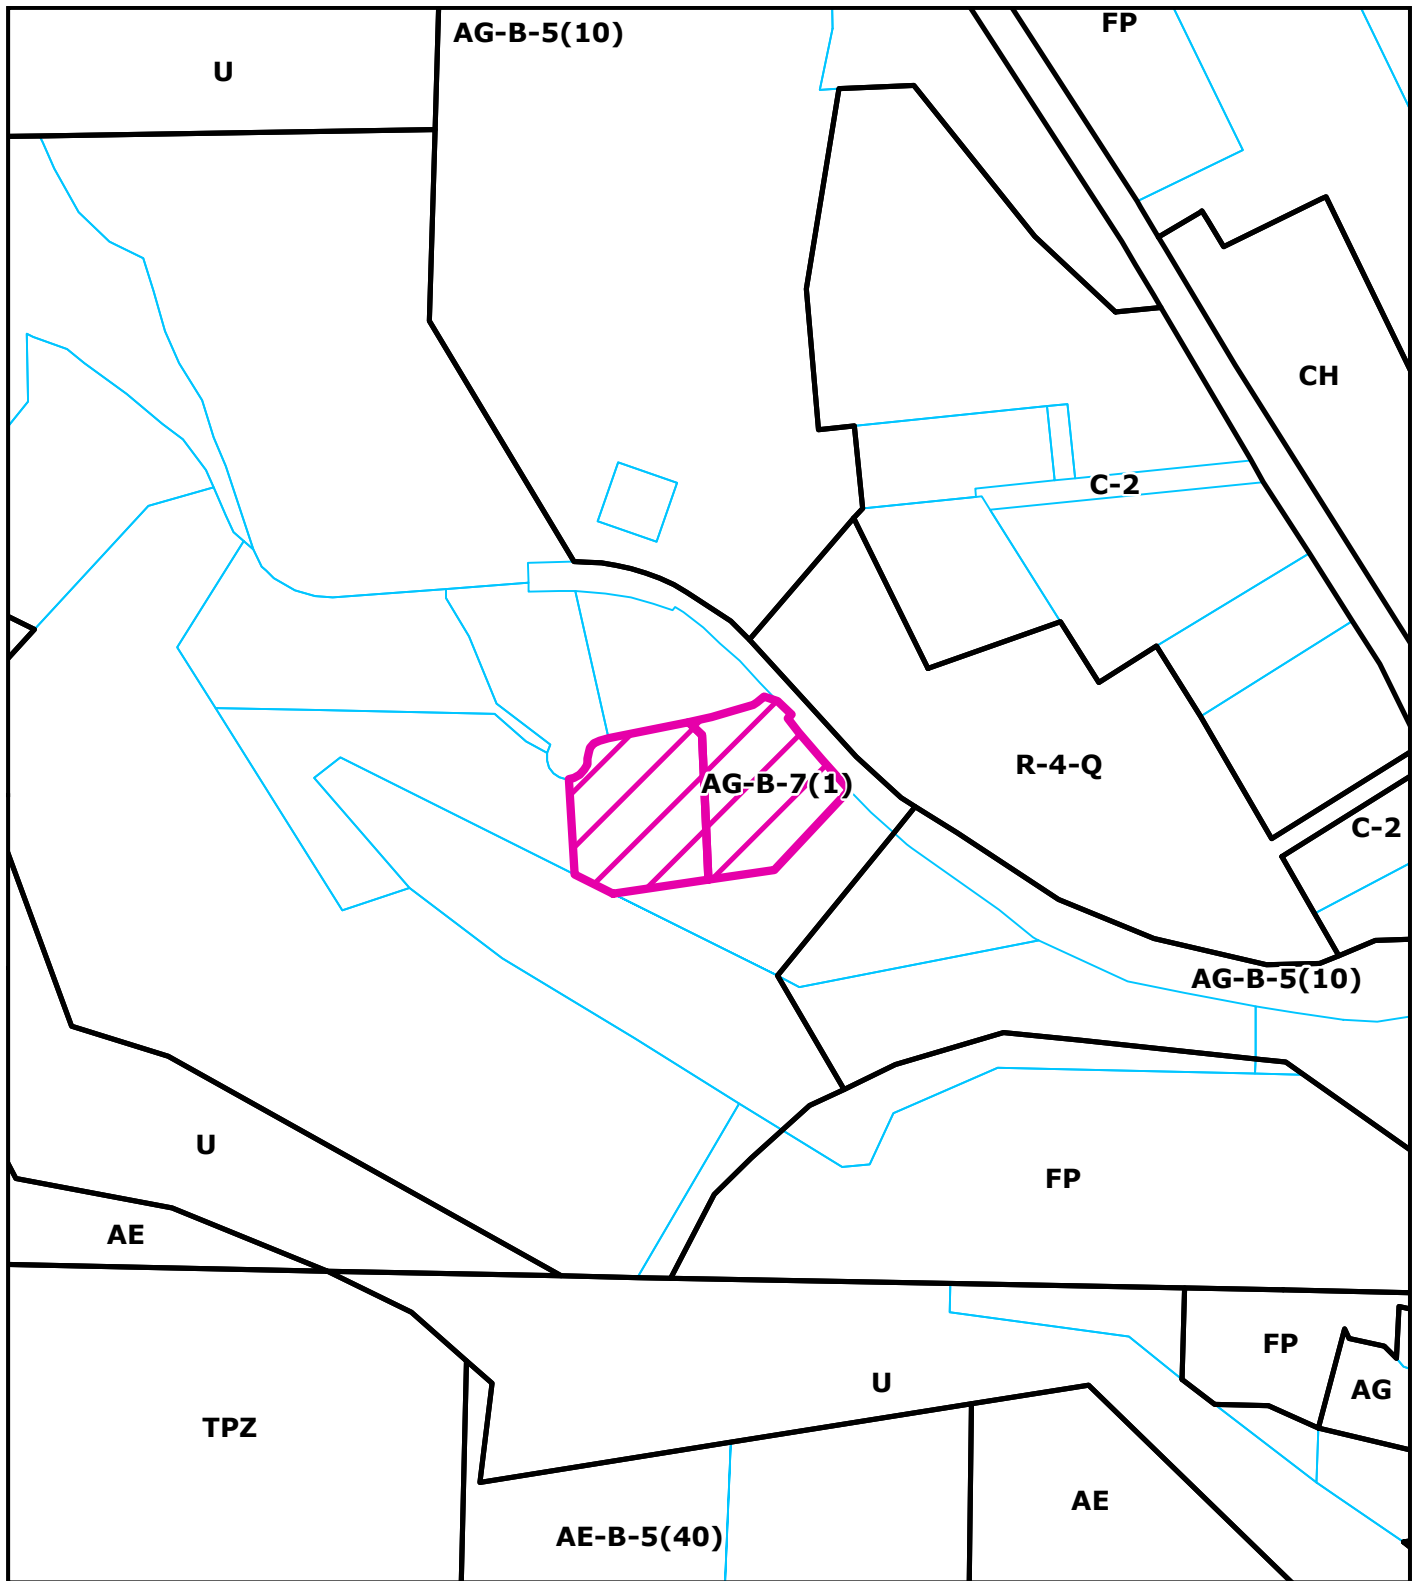 FP
AG-B-5(10)
U
CH
C-2
R-4-Q
AG-B-7(1)
C-2
AG-B-5(10)
U
FP
AE
FP
U
AG
TPZ
AE
AE-B-5(40)